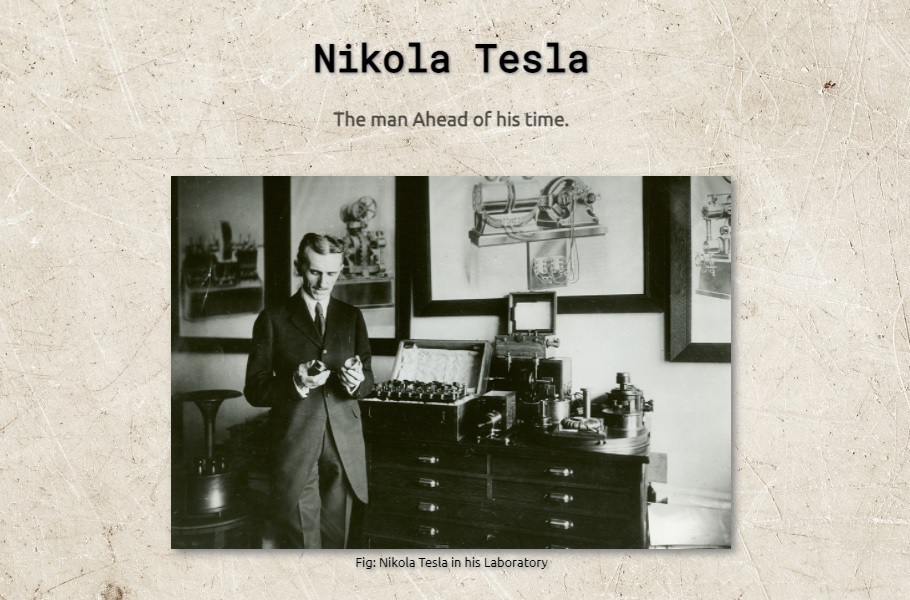 Nikola Tesla
The man Ahead of his time.
Fig: Nikola Tesla in his Laboratory